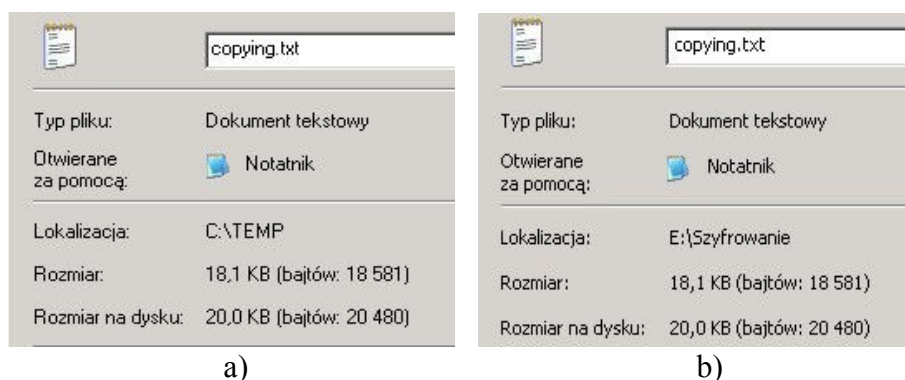 copying.txt
Typ pliku: Dokument tekstowy
Otwierane
za pomocą: Notatnik
Lokalizacja: C:\TEMP
Rozmiar: 18,1 KB (bajtów: 18 581)
Rozmiar na dysku: 20,0 KB (bajtów: 20 480)
a)
copying.txt
Typ pliku: Dokument tekstowy
Otwierane
za pomocą: Notatnik
Lokalizacja: E:\Szyfrowanie
Rozmiar: 18,1 KB (bajtów: 18 581)
Rozmiar na dysku: 20,0 KB (bajtów: 20 480)
b)